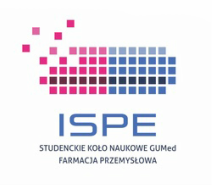 ISPE
STUDENCKIE KOŁO NAUKOWE GUMed
FARMACJA PRZEMYSŁOWA